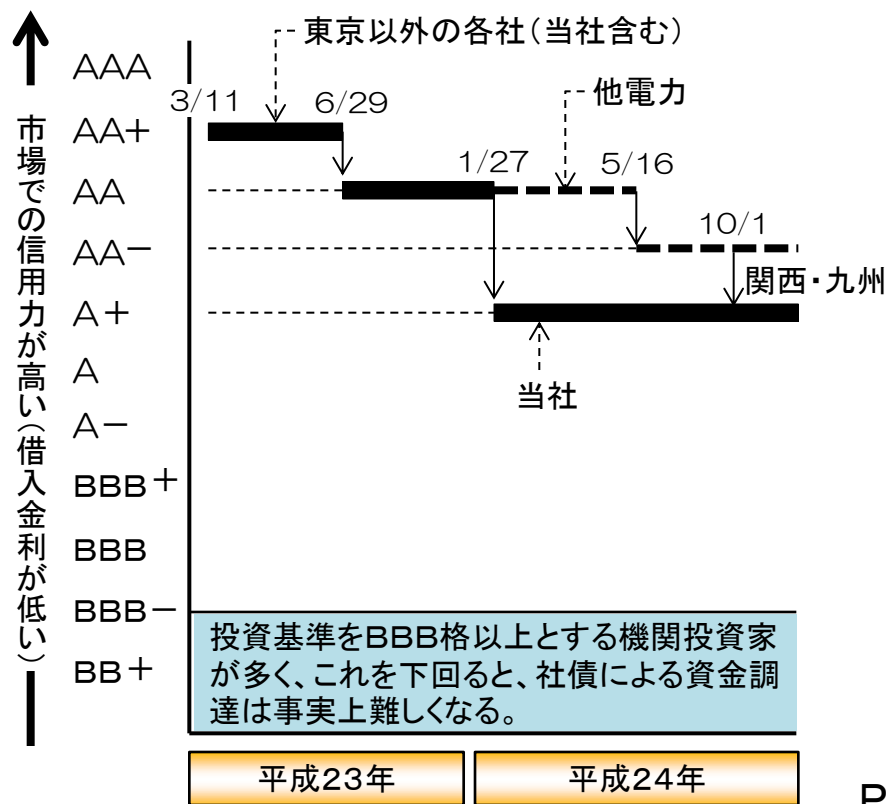 東京以外の各社(当社含む)
AAA
3/11
6/29
他電力
AA+
1/27
5/16
AA
10/1
AA-
関西・九州
A+
A
当社
A-
BBB+
BBB
BBB-
BB+
市場での信用力が高い(借入金利が低い)
投資基準をBBB格以上とする機関投資家
が多く、これを下回ると、社債による資金調
達は事実上難しくなる。
平成23年
平成24年